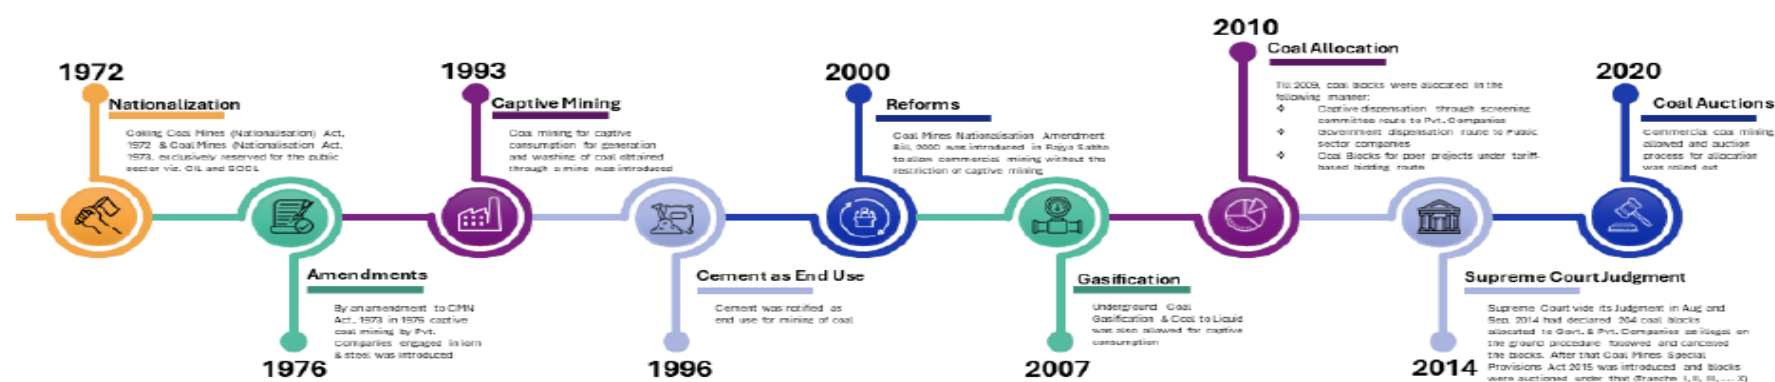 1972
Nationalization
Coking Coal Mines (Nationalisation) Act,
1972 & Coal Mines (Nationalisation Act,
1973, exclusively reserved for the public
sector viz. CIL and SCCL
1976
Amendments
By an amendment to CMN
Act, 1973 in 1976 captive
coal mining by Pvt.
Companies engaged in iorn
& steel was introduced
1993
Captive Mining
Coal mining for captive
consumption for generation
and washing of coal obtained
through a mine was introduced
1996
Cement as End Use
Cement was notified as
end use for mining of coal
2000
Reforms
Coal Mines Nationalisation Amendment
Bill, 2000 was introduced in Rajya Sabha
to allow commercial mining without the
restriction of captive mining
2007
Gasification
Underground Coal
Gasification & Coal to Liquid
was also allowed for captive
consumption
2010
Coal Allocation
Till 2009, coal blocks were allocated in the
following manner:
❖ Captive dispensation through screening
committee route to Pvt. Companies
❖ Government dispensation route to Public
sector companies
❖ Coal Blocks for poer projects under tariff-
based bidding route
2014
Supreme Court Judgment
Supreme Court vide its Judgment in Aug and
Sep. 2014 had declared 204 coal blocks
allocated to Govt. & Pvt. Companies as illegal on
the ground procedure followed and cancelled
the blocks. After that Coal Mines Special
Provisions Act 2015 was introduced and blocks
were auctioned under that (Tranche I, II, III, ... X)
2020
Coal Auctions
Commercial coal mining
allowed and auction
process for allocation
was rolled out